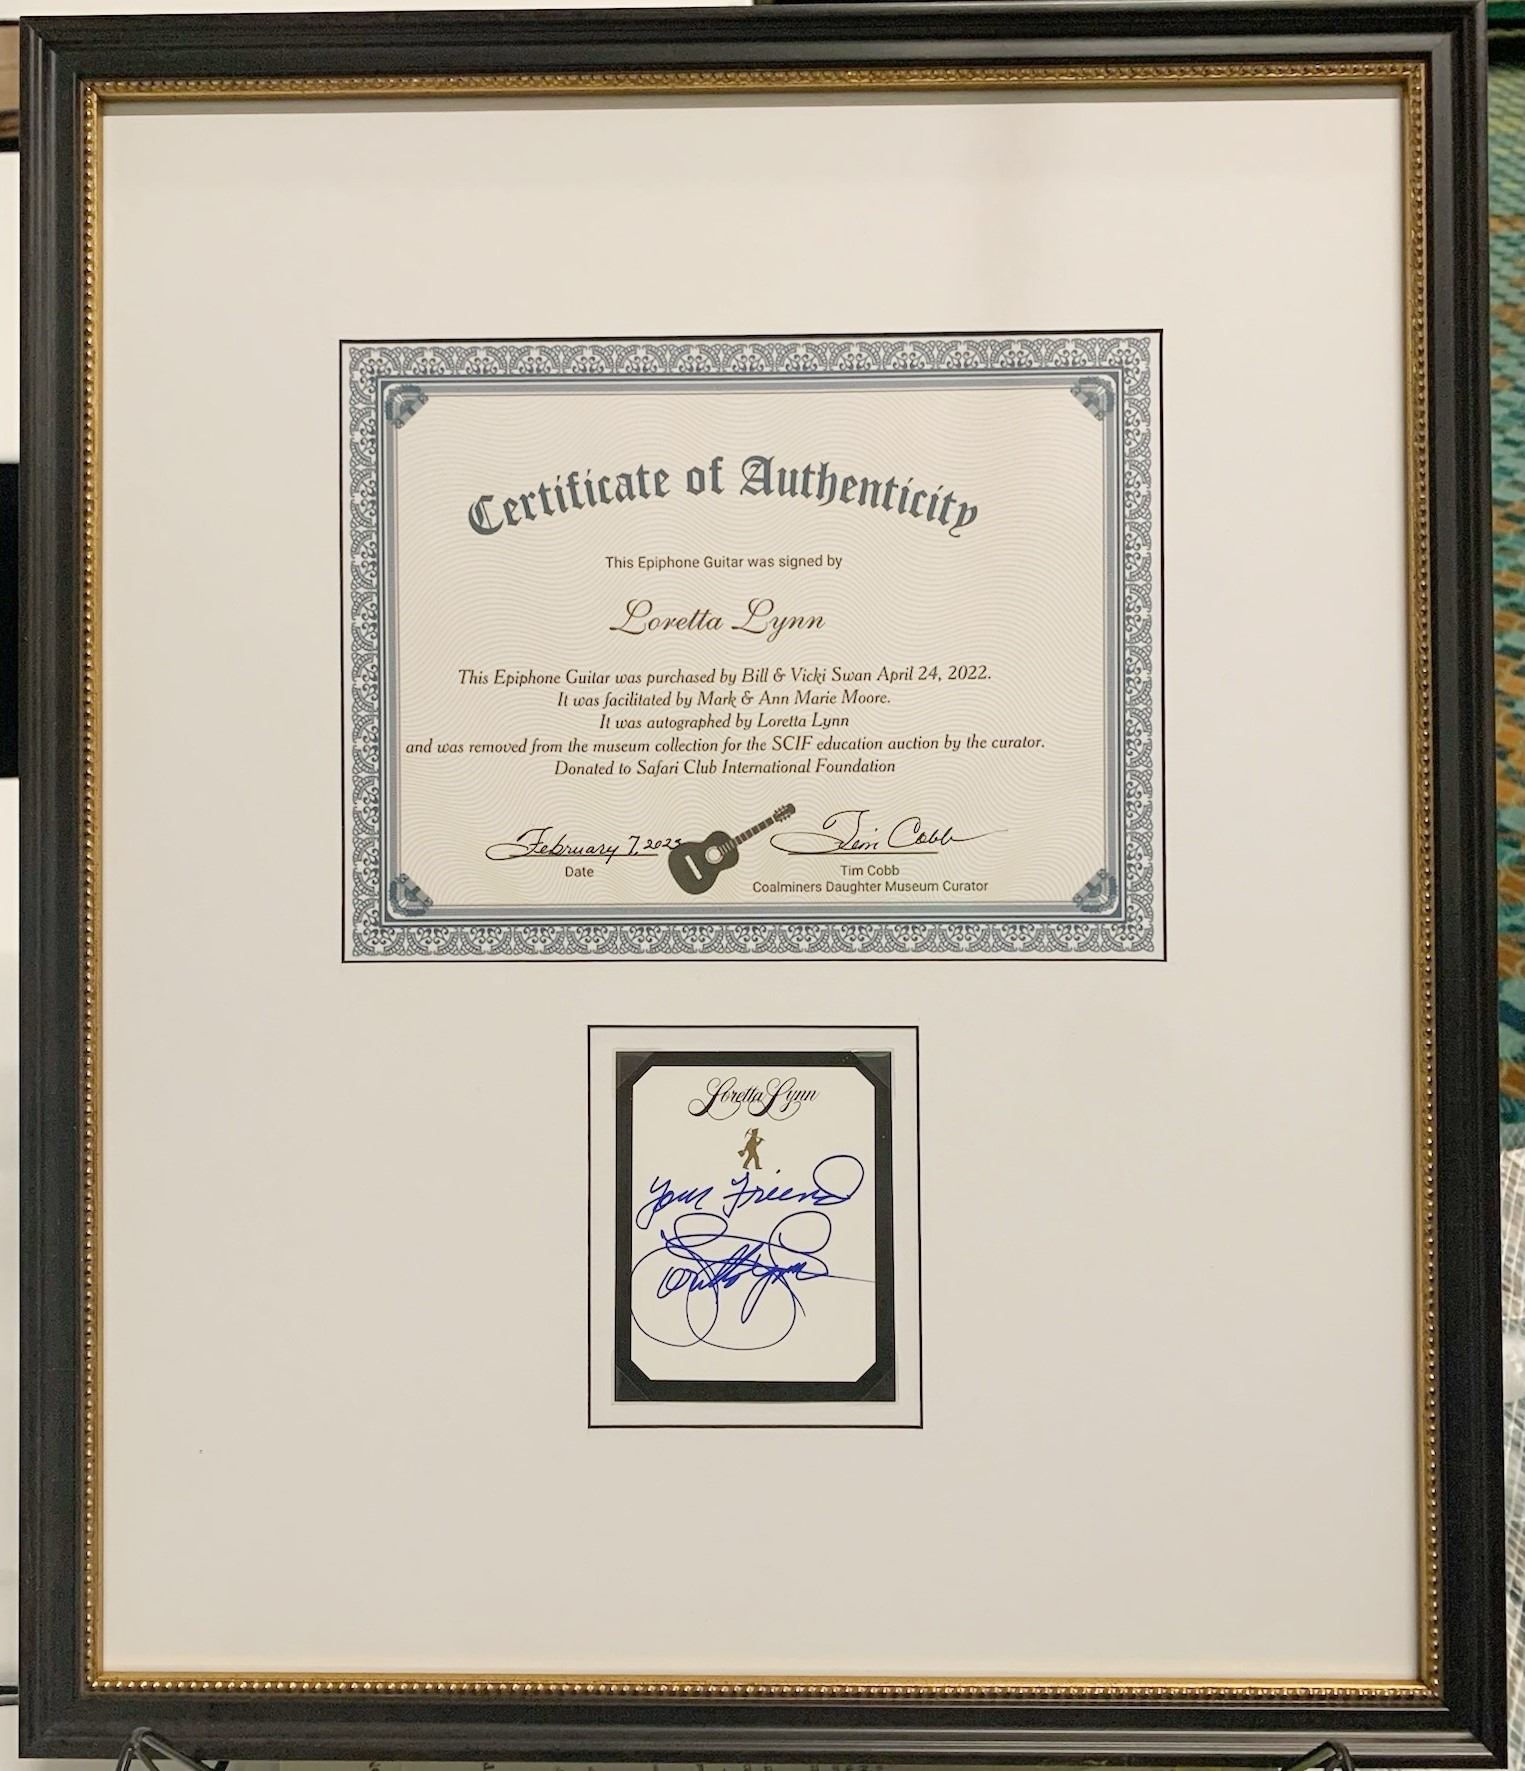 Certificate of Authenticity
This Epiphone Guitar was signed by
Loretta Lynn
This Epiphone Guitar was purchased by Bill & Vicki Swan April 24, 2022.
It was facilitated by Mark & Ann Marie Moore.
It was autographed by Loretta Lynn
and was removed from the museum collection for the SCIF education auction by the curator.
Donated to Safari Club International Foundation
February 7, 2023 Tim Cobb
Date Tim Cobb
Coalminers Daughter Museum Curator
Loretta Lynn
Your Friend
Loretta Lynn